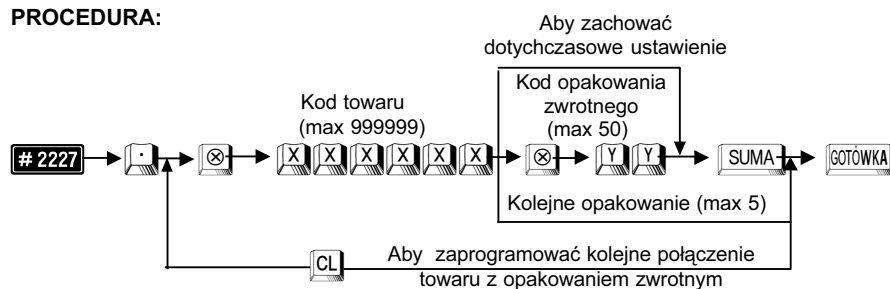 PROCEDURA:
Aby zachować
dotychczasowe ustawienie
Kod towaru
(max 999999)
Kod opakowania
zwrotnego
(max 50)
# 2227 · ⊗ X X X X X X ⊗ Y Y SUMA GOTÓWKA
Kolejne opakowanie (max 5)
CL
Aby zaprogramować kolejne połączenie
towaru z opakowaniem zwrotnym